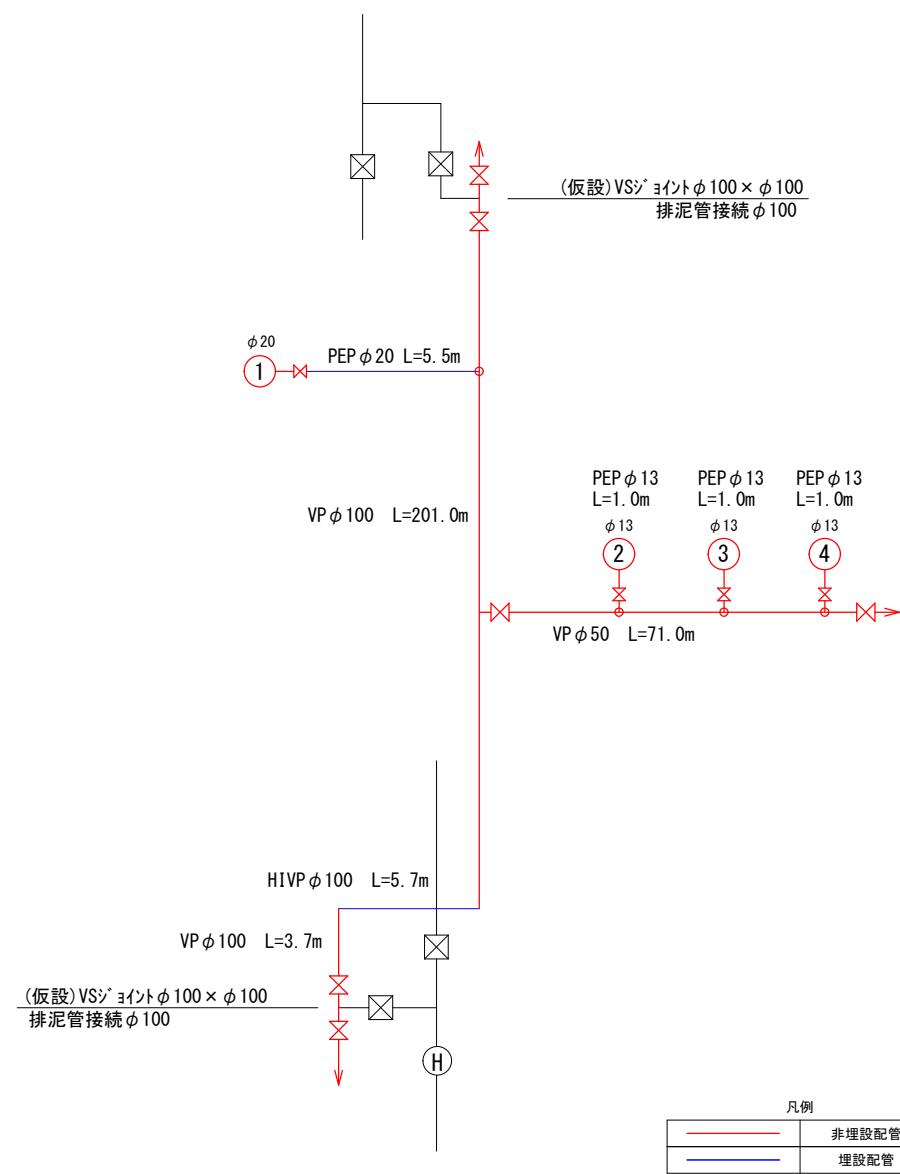 (仮設)VSジョイントφ100×φ100
排泥管接続φ100
φ20
PEPφ20 L=5.5m
1
PEPφ13
L=1.0m
φ13
2
PEPφ13
L=1.0m
φ13
3
PEPφ13
L=1.0m
φ13
4
VPφ100 L=201.0m
VPφ50 L=71.0m
HIVPφ100 L=5.7m
VPφ100 L=3.7m
(仮設)VSジョイントφ100×φ100
排泥管接続φ100
H
凡例
非埋設配管
埋設配管